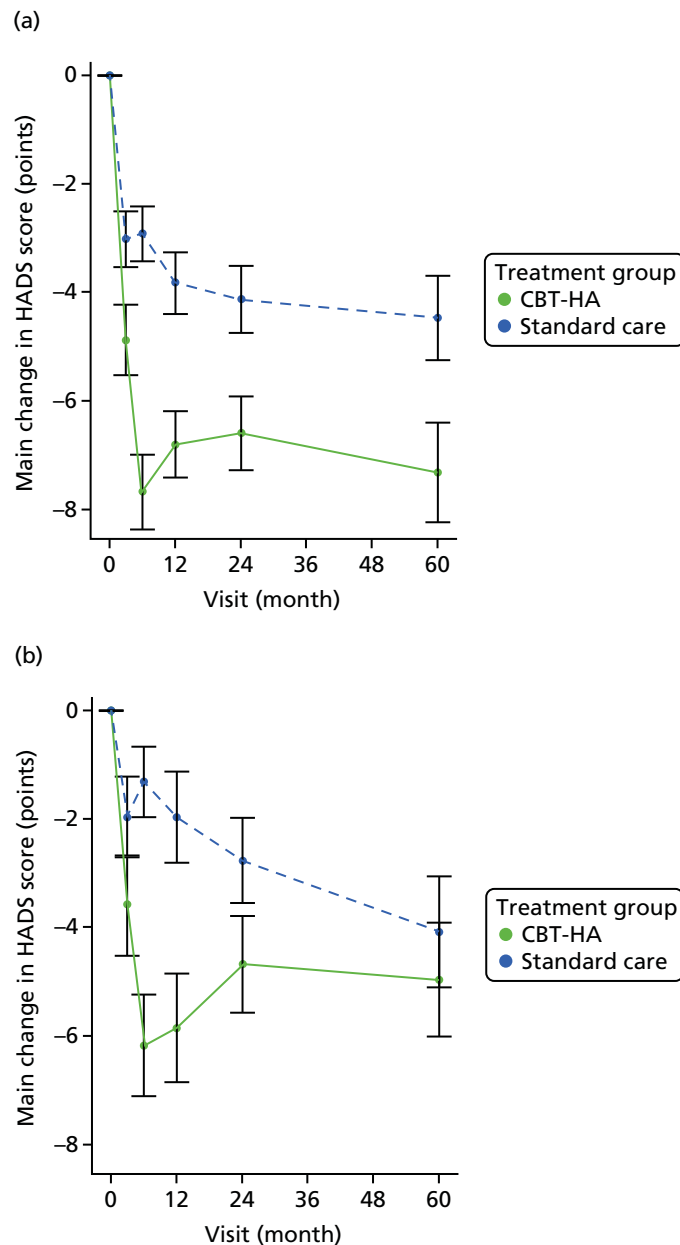 (a)
0
−2
−4
−6
−8
Main change in HADS score (points)
0 12 24 36 48 60
Visit (month)
Treatment group
CBT-HA
Standard care
(b)
0
−2
−4
−6
−8
Main change in HADS score (points)
0 12 24 36 48 60
Visit (month)
Treatment group
CBT-HA
Standard care